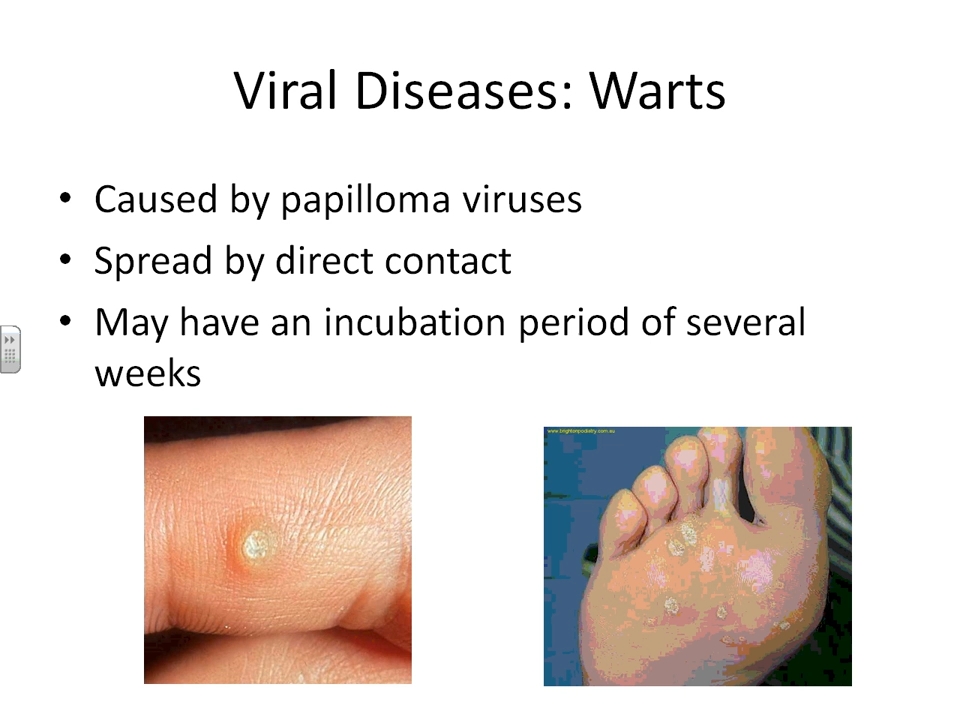 Viral Diseases: Warts
• Caused by papilloma viruses
• Spread by direct contact
• May have an incubation period of several
weeks
www.brightonpodiatry.com.au